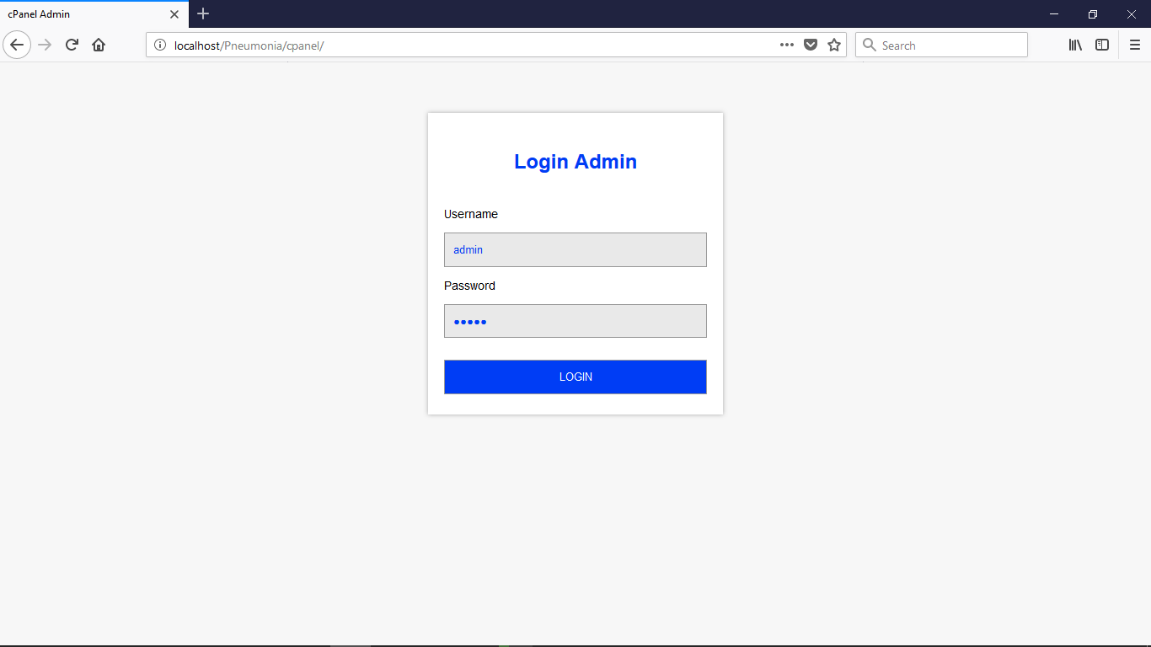 cPanel Admin
localhost/Pneumonia/cpanel/
Search
Login Admin
Username
admin
Password
LOGIN